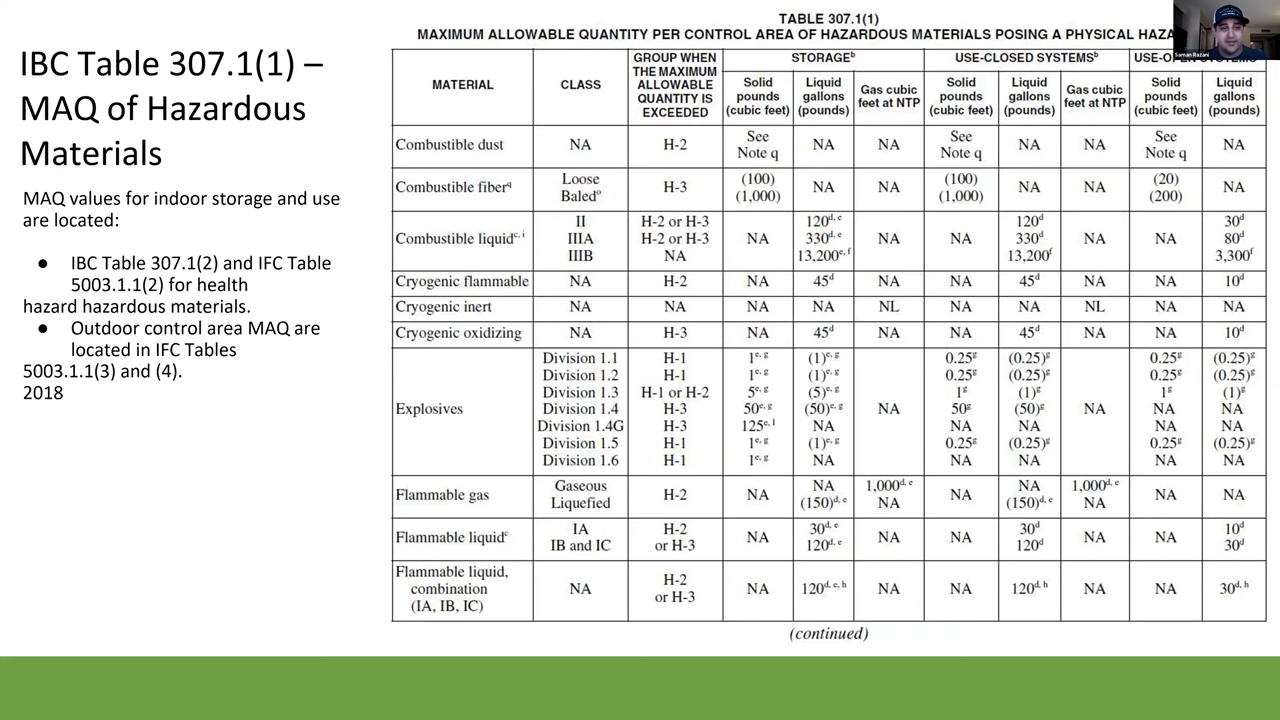 IBC Table 307.1(1) –
MAQ of Hazardous
Materials
MAQ values for indoor storage and use
are located:
● IBC Table 307.1(2) and IFC Table
5003.1.1(2) for health
hazard hazardous materials.
● Outdoor control area MAQ are
located in IFC Tables
5003.1.1(3) and (4).
2018
TABLE 307.1(1)
MAXIMUM ALLOWABLE QUANTITY PER CONTROL AREA OF HAZARDOUS MATERIALS POSING A PHYSICAL HAZA
Saman Razani
MATERIAL CLASS GROUP WHEN THE MAXIMUM ALLOWABLE QUANTITY IS EXCEEDED STORAGEᵇ USE-CLOSED SYSTEMSᵇ USE-OPEN SYSTEMS
Solid pounds (cubic feet) Liquid gallons (pounds) Gas cubic feet at NTP Solid pounds (cubic feet) Liquid gallons (pounds) Gas cubic feet at NTP Solid pounds (cubic feet) Liquid gallons (pounds)
Combustible dust NA H-2 See Note q NA NA See Note q NA NA See Note q NA
Combustible fiber^q Loose Baled^o H-3 (100) (1,000) NA NA (100) (1,000) NA NA (20) (200) NA
Combustible liquid^c, i II IIIA IIIB H-2 or H-3 H-2 or H-3 NA NA 120^d, e 330^d, e 13,200^e, f NA NA 120^d 330^d 13,200^f NA NA 30^d 80^d 3,300^f
Cryogenic flammable NA H-2 NA 45^d NA NA 45^d NA NA 10^d
Cryogenic inert NA NA NA NA NL NA NA NL NA NA
Cryogenic oxidizing NA H-3 NA 45^d NA NA 45^d NA NA 10^d
Explosives
Division 1.1 H-1 1^e, g (1)^e, g 0.25^g (0.25)^g 0.25^g (0.25)^g
Division 1.2 H-1 1^e, g (1)^e, g 0.25^g (0.25)^g 0.25^g (0.25)^g
Division 1.3 H-1 or H-2 5^e, g (5)^e, g 1^g (1)^g 1^g (1)^g
Division 1.4 H-3 50^e, g (50)^e, g NA 50^g (50)^g NA NA NA
Division 1.4G H-3 125^e, l NA NA NA NA NA
Division 1.5 H-1 1^e, g (1)^e, g 0.25^g (0.25)^g 0.25^g (0.25)^g
Division 1.6 H-1 1^e, g NA NA NA NA NA
Flammable gas Gaseous Liquefied H-2 NA NA (150)^d, e 1,000^d, e NA NA NA (150)^d, e 1,000^d, e NA NA NA
Flammable liquid^c IA IB and IC H-2 or H-3 NA 30^d, e 120^d, e NA NA 30^d 120^d NA NA 10^d 30^d
Flammable liquid, combination (IA, IB, IC) NA H-2 or H-3 NA 120^d, e, h NA NA 120^d, h NA NA 30^d, h
(continued)